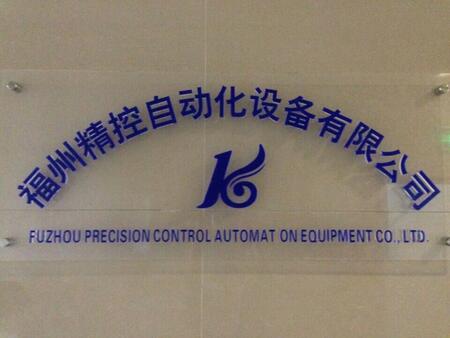 福州精控自动化设备有限公司
FUZHOU PRECISION CONTROL AUTOMAT ON EQUIPMENT CO., LTD.